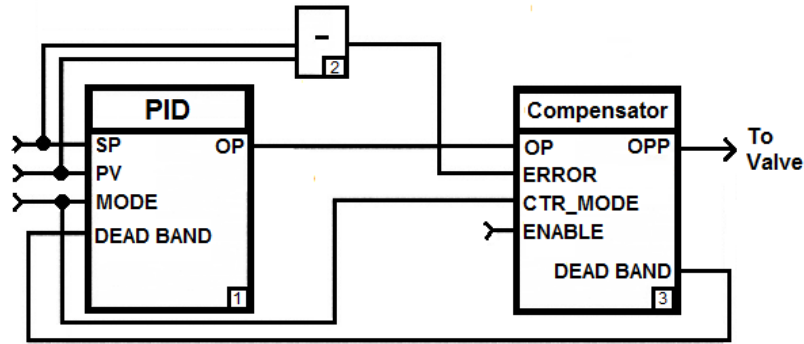 -
2
PID
SP OP
PV
MODE
DEAD BAND
1
Compensator
OP OPP
ERROR
CTR_MODE
ENABLE
DEAD BAND
3
To
Valve